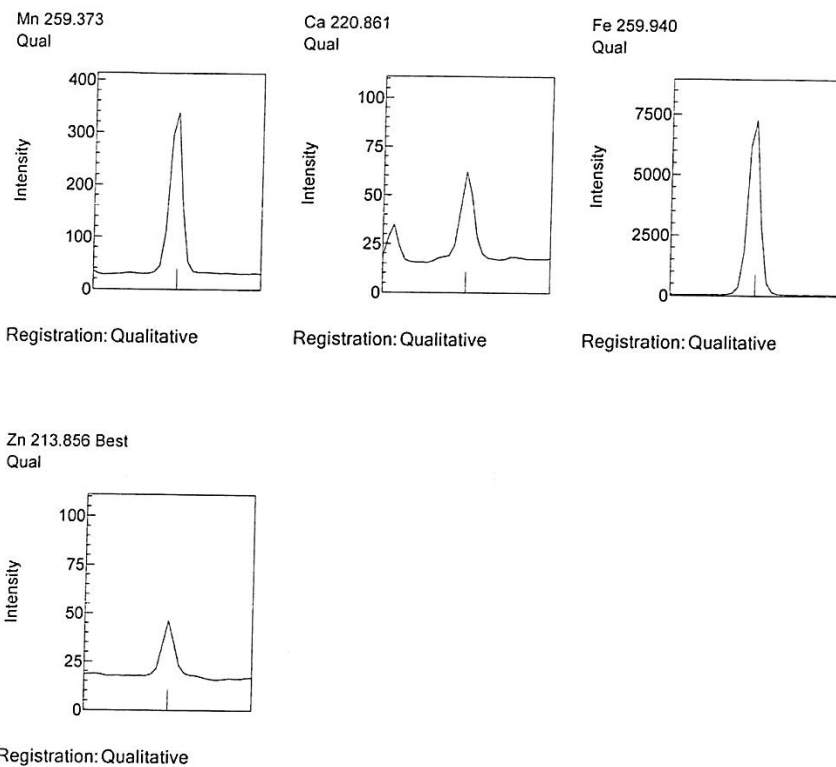 Mn 259.373
Qual
400
300
200
100
0
Intensity
Registration: Qualitative
Ca 220.861
Qual
100
75
50
25
0
Intensity
Registration: Qualitative
Fe 259.940
Qual
7500
5000
2500
0
Intensity
Registration: Qualitative
Zn 213.856 Best
Qual
100
75
50
25
0
Intensity
Registration: Qualitative